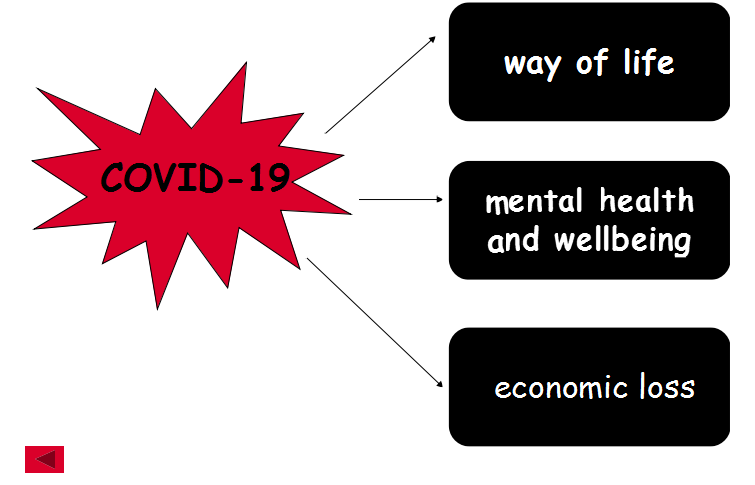 COVID-19
way of life
mental health
and wellbeing
economic loss